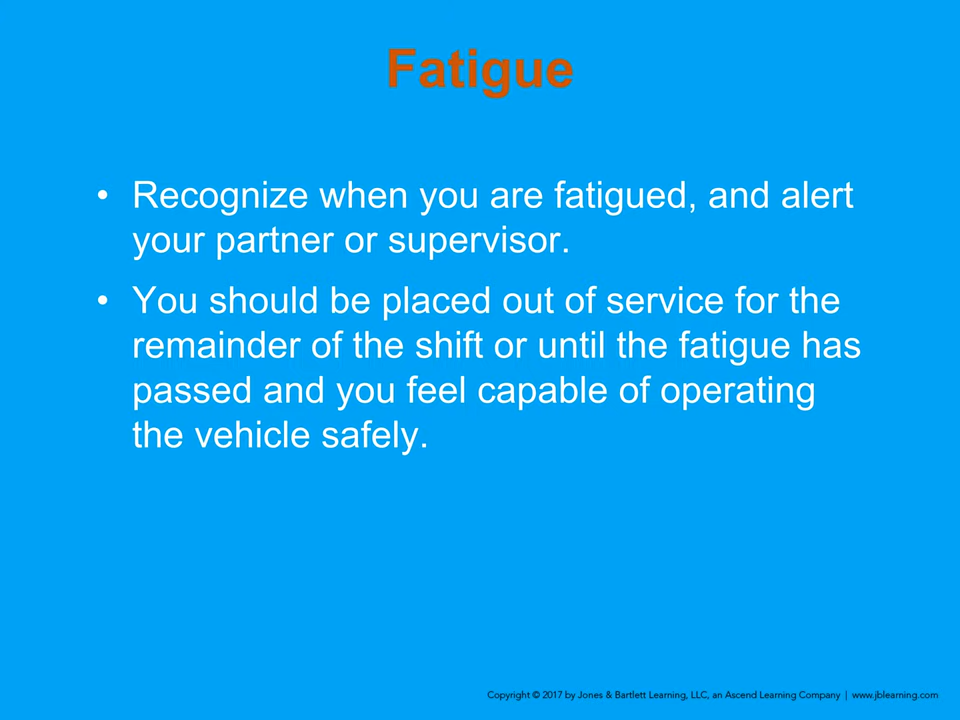 Fatigue
• Recognize when you are fatigued, and alert
your partner or supervisor.
• You should be placed out of service for the
remainder of the shift or until the fatigue has
passed and you feel capable of operating
the vehicle safely.
Copyright © 2017 by Jones & Bartlett Learning, LLC, an Ascend Learning Company | www.jblearning.com